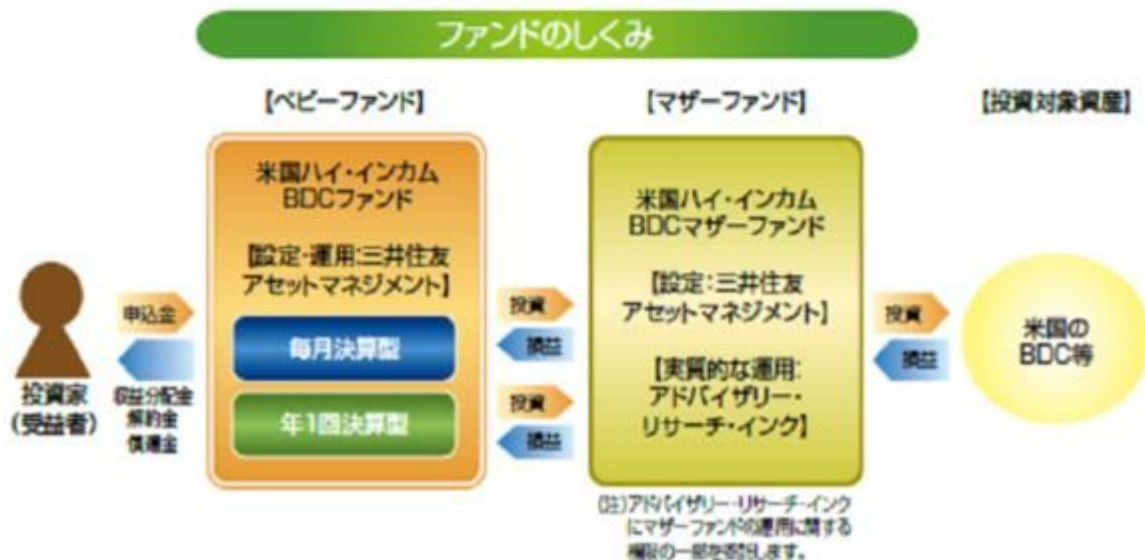 ファンドのしくみ
【ベビーファンド】
【マザーファンド】
【投資対象資産】
米国ハイ・インカム
BDCファンド
【設定・運用:三井住友
アセットマネジメント】
毎月決算型
年1回決算型
米国ハイ・インカム
BDCマザーファンド
【設定:三井住友
アセットマネジメント】
【実質的な運用:
アドバイザリー・
リサーチ・インク】
米国の
BDC等
申込金
投資家
(受益者)
収益分配金
解約金
償還金
投資
損益
投資
損益
投資
損益
(注)アドバイザリー・リサーチ・インク
にマザーファンドの運用に関する
権限の一部を委託します。